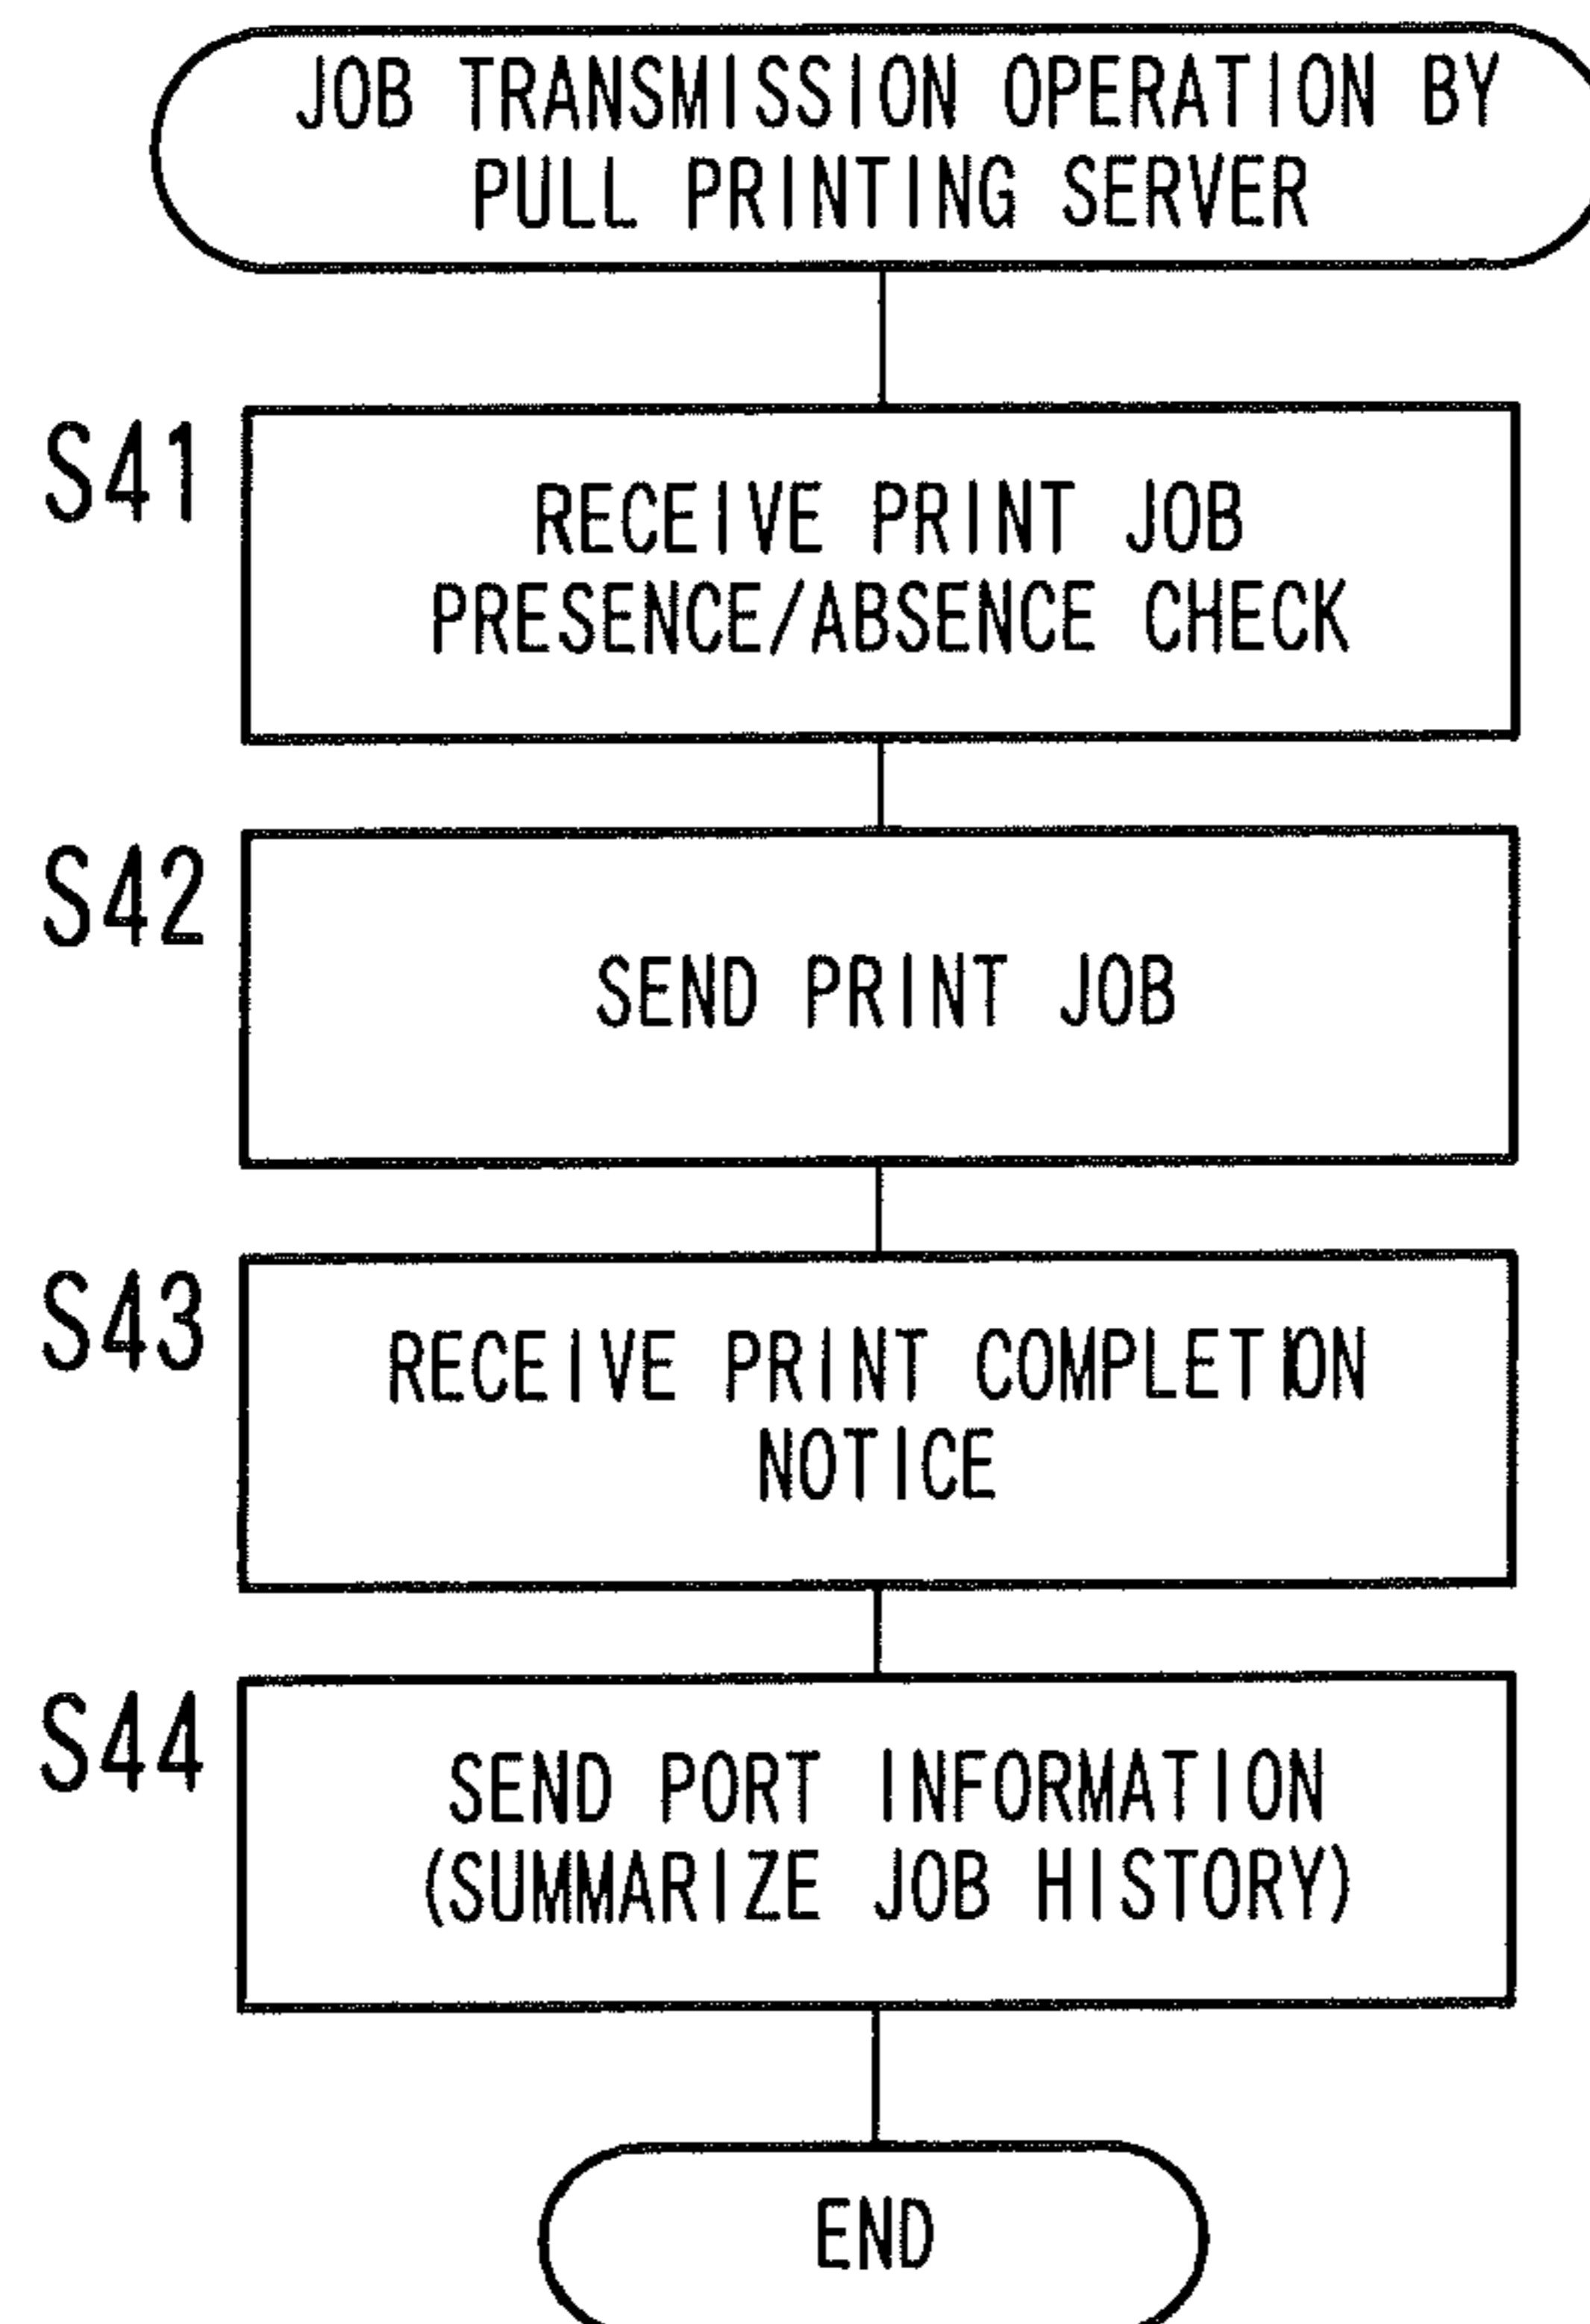 JOB TRANSMISSION OPERATION BY
PULL PRINTING SERVER
S41
RECEIVE PRINT JOB
PRESENCE/ABSENCE CHECK
S42
SEND PRINT JOB
S43
RECEIVE PRINT COMPLETION
NOTICE
S44
SEND PORT INFORMATION
(SUMMARIZE JOB HISTORY)
END